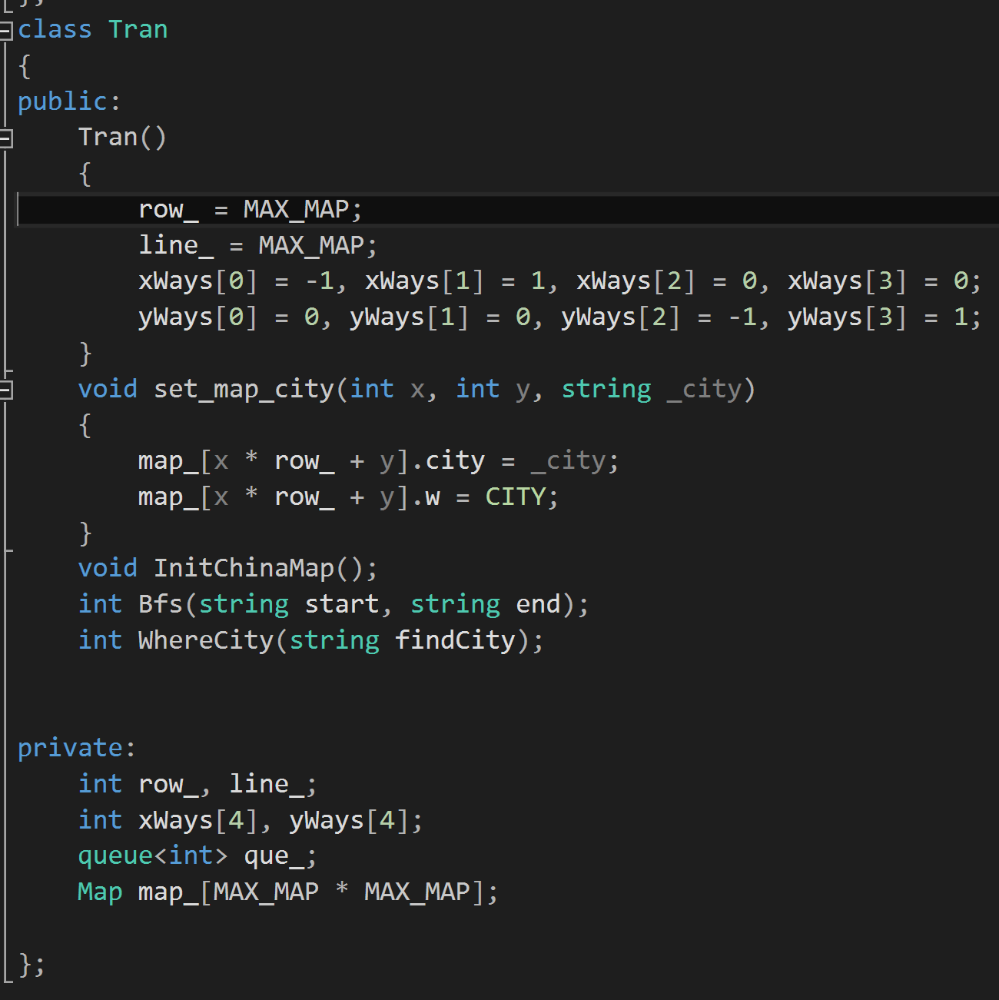 };
class Tran
{
public:
    Tran()
    {
        row_ = MAX_MAP;
        line_ = MAX_MAP;
        xWays[0] = -1, xWays[1] = 1, xWays[2] = 0, xWays[3] = 0;
        yWays[0] = 0, yWays[1] = 0, yWays[2] = -1, yWays[3] = 1;
    }
    void set_map_city(int x, int y, string _city)
    {
        map_[x * row_ + y].city = _city;
        map_[x * row_ + y].w = CITY;
    }
    void InitChinaMap();
    int Bfs(string start, string end);
    int WhereCity(string findCity);
private:
    int row_, line_;
    int xWays[4], yWays[4];
    queue<int> que_;
    Map map_[MAX_MAP * MAX_MAP];
};